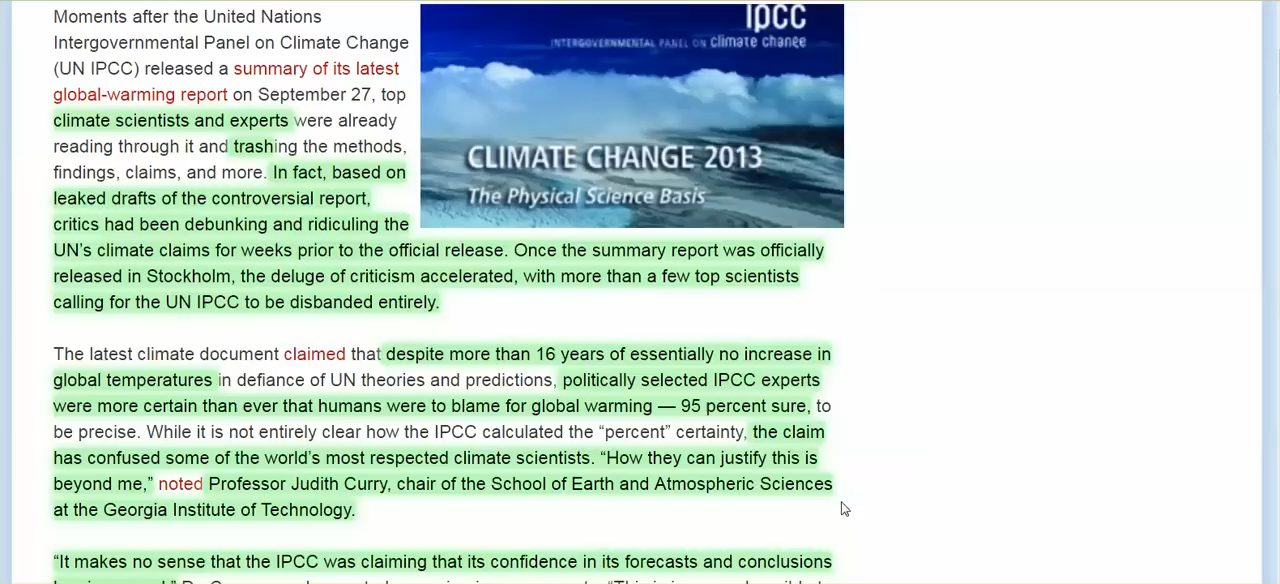 Moments after the United Nations
Intergovernmental Panel on Climate Change
(UN IPCC) released a summary of its latest
global-warming report on September 27, top
climate scientists and experts were already
reading through it and trashing the methods,
findings, claims, and more. In fact, based on
leaked drafts of the controversial report,
critics had been debunking and ridiculing the
UN's climate claims for weeks prior to the official release. Once the summary report was officially
released in Stockholm, the deluge of criticism accelerated, with more than a few top scientists
calling for the UN IPCC to be disbanded entirely.
ipcc
INTERGOVERNMENTAL PANEL ON climate change
CLIMATE CHANGE 2013
The Physical Science Basis
The latest climate document claimed that despite more than 16 years of essentially no increase in
global temperatures in defiance of UN theories and predictions, politically selected IPCC experts
were more certain than ever that humans were to blame for global warming — 95 percent sure, to
be precise. While it is not entirely clear how the IPCC calculated the “percent” certainty, the claim
has confused some of the world's most respected climate scientists. “How they can justify this is
beyond me,” noted Professor Judith Curry, chair of the School of Earth and Atmospheric Sciences
at the Georgia Institute of Technology.
“It makes no sense that the IPCC was claiming that its confidence in its forecasts and conclusions